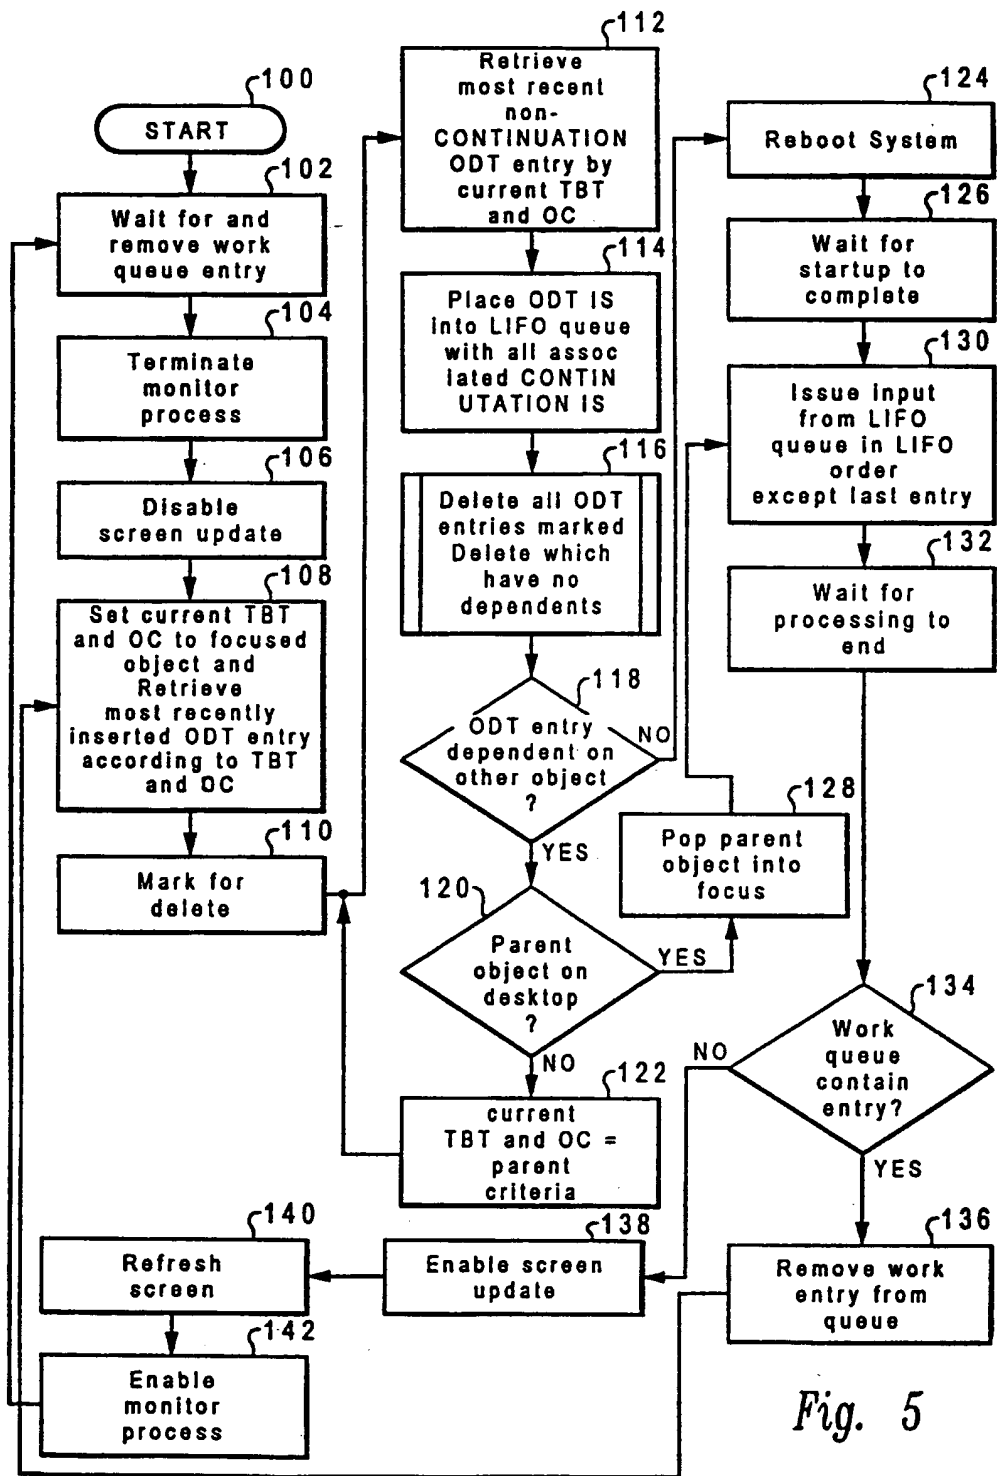 100
START
102
Wait for and
remove work
queue entry
104
Terminate
monitor
process
106
Disable
screen update
108
Set current TBT
and OC to focused
object and
Retrieve
most recently
inserted ODT entry
according to TBT
and OC
110
Mark for
delete
112
Retrieve
most recent
non-
CONTINUATION
ODT entry by
current TBT
and OC
114
Place ODT IS
into LIFO queue
with all assoc
iated CONTIN
UTATION IS
116
Delete all ODT
entries marked
Delete which
have no
dependents
118
ODT entry
dependent on
other object
?
NO
YES
120
Parent
object on
desktop
?
YES
NO
122
current
TBT and OC =
parent
criteria
124
Reboot System
126
Wait for
startup to
complete
130
Issue input
from LIFO
queue in LIFO
order
except last entry
132
Wait for
processing to
end
128
Pop parent
object into
focus
134
Work
queue
contain
entry?
NO
YES
136
Remove work
entry from
queue
138
Enable screen
update
140
Refresh
screen
142
Enable
monitor
process
Fig. 5